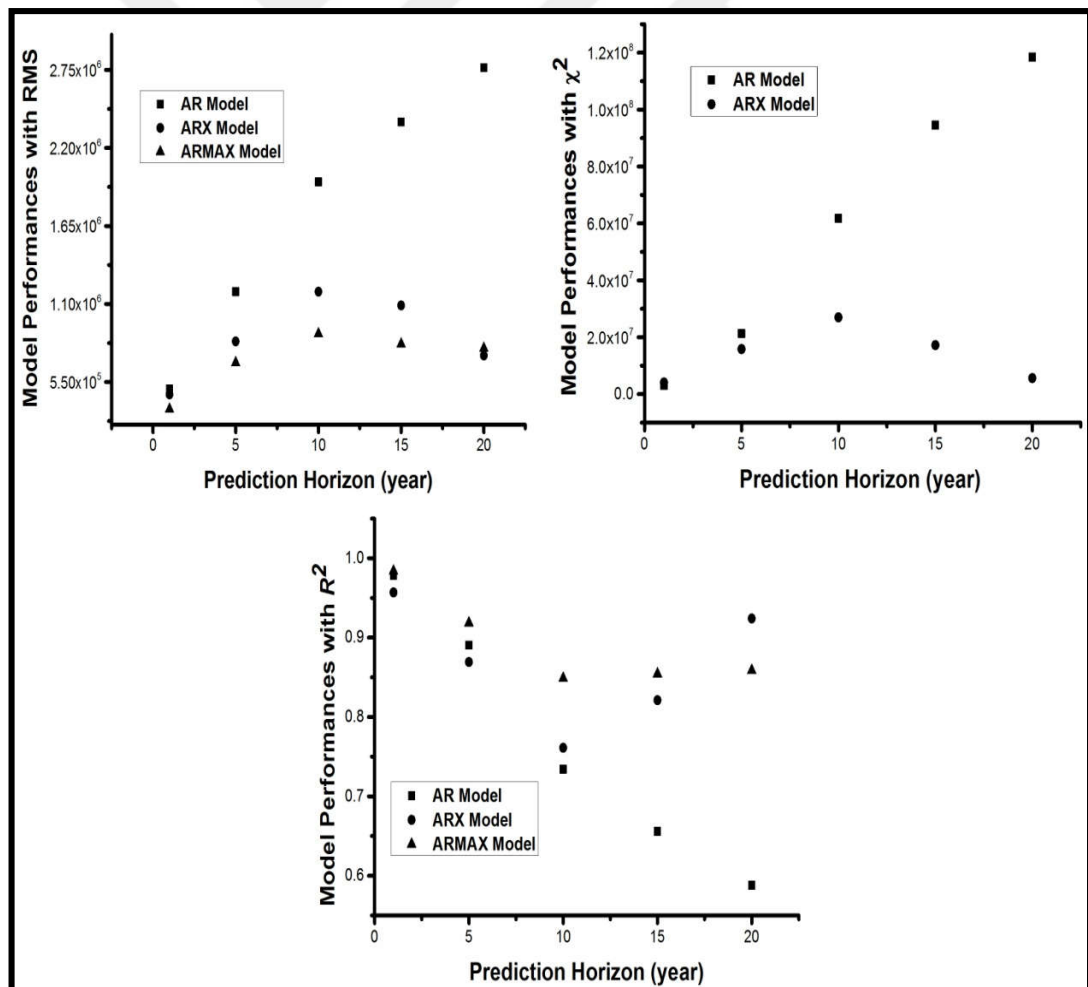 Model Performances with RMS
2.75x10⁶
2.20x10⁶
1.65x10⁶
1.10x10⁶
5.50x10⁵
AR Model
ARX Model
ARMAX Model
0 5 10 15 20
Prediction Horizon (year)
Model Performances with χ²
1.2x10⁸
1.0x10⁸
8.0x10⁷
6.0x10⁷
4.0x10⁷
2.0x10⁷
0.0
AR Model
ARX Model
0 5 10 15 20
Prediction Horizon (year)
Model Performances with R²
1.0
0.9
0.8
0.7
0.6
AR Model
ARX Model
ARMAX Model
0 5 10 15 20
Prediction Horizon (year)